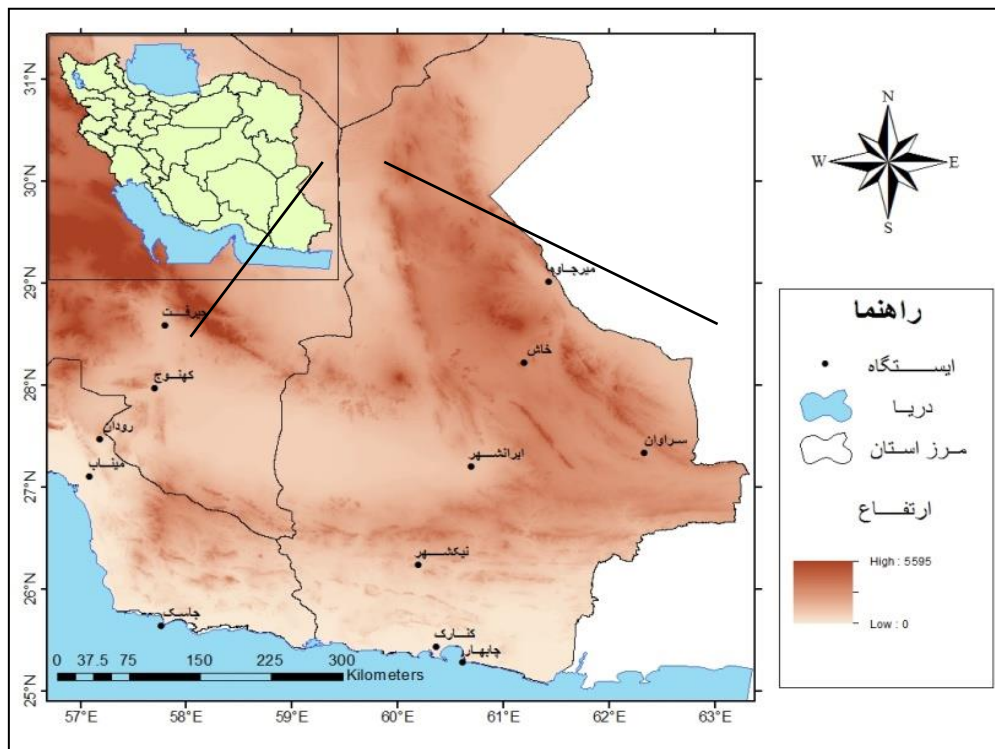 31°N
30°N
29°N
28°N
27°N
26°N
25°N
57°E
58°E
59°E
60°E
61°E
62°E
63°E
میرجاوه
جیرفت
خاش
کهنوج
رودان
سراوان
ایرانشهر
میناب
نیکشهر
جاسک
کنارک
چابهار
0 37.5 75 150 225 300
Kilometers
N
W E
S
راهنما
ایستگاه
دریا
مرز استان
ارتفاع
High : 5595
Low : 0